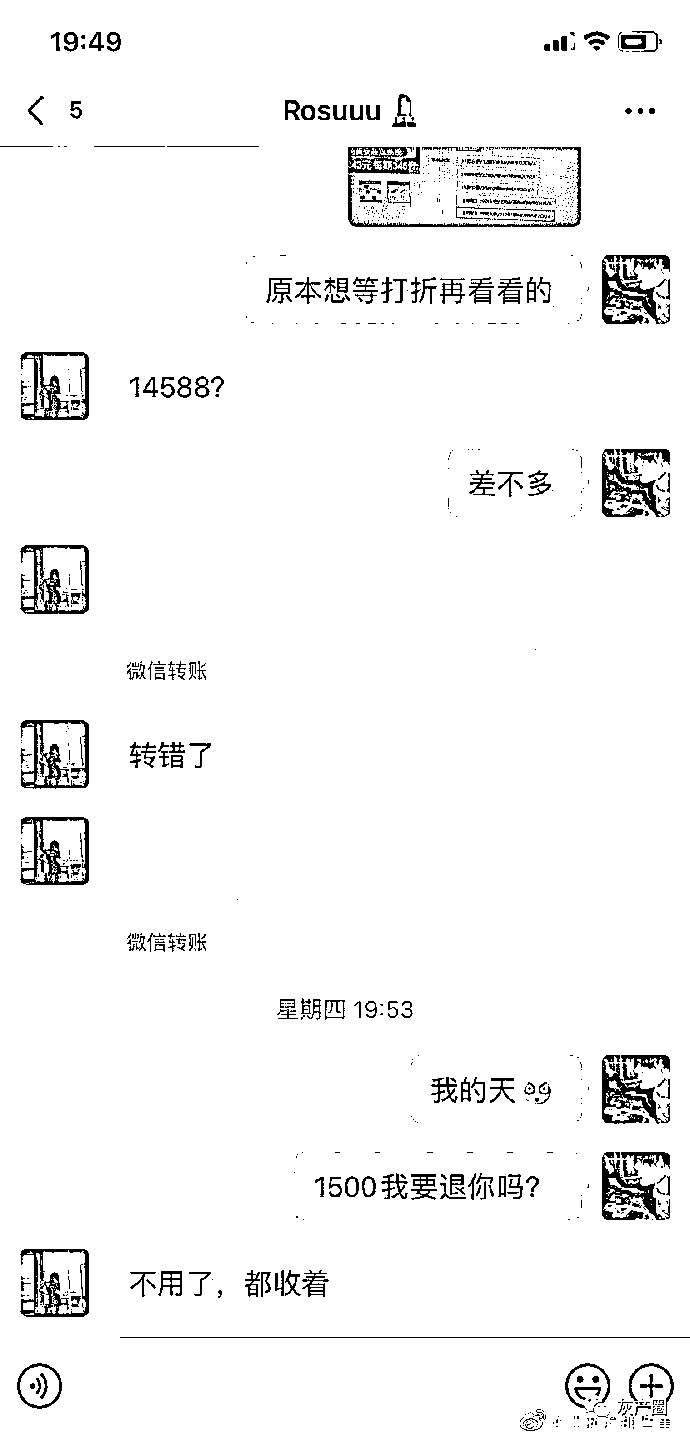 19:49
5
Rosuuu
原本想等打折再看看的
14588?
差不多
微信转账
转错了
微信转账
星期四 19:53
我的天
1500我要退你吗?
不用了，都收着
灰产圈